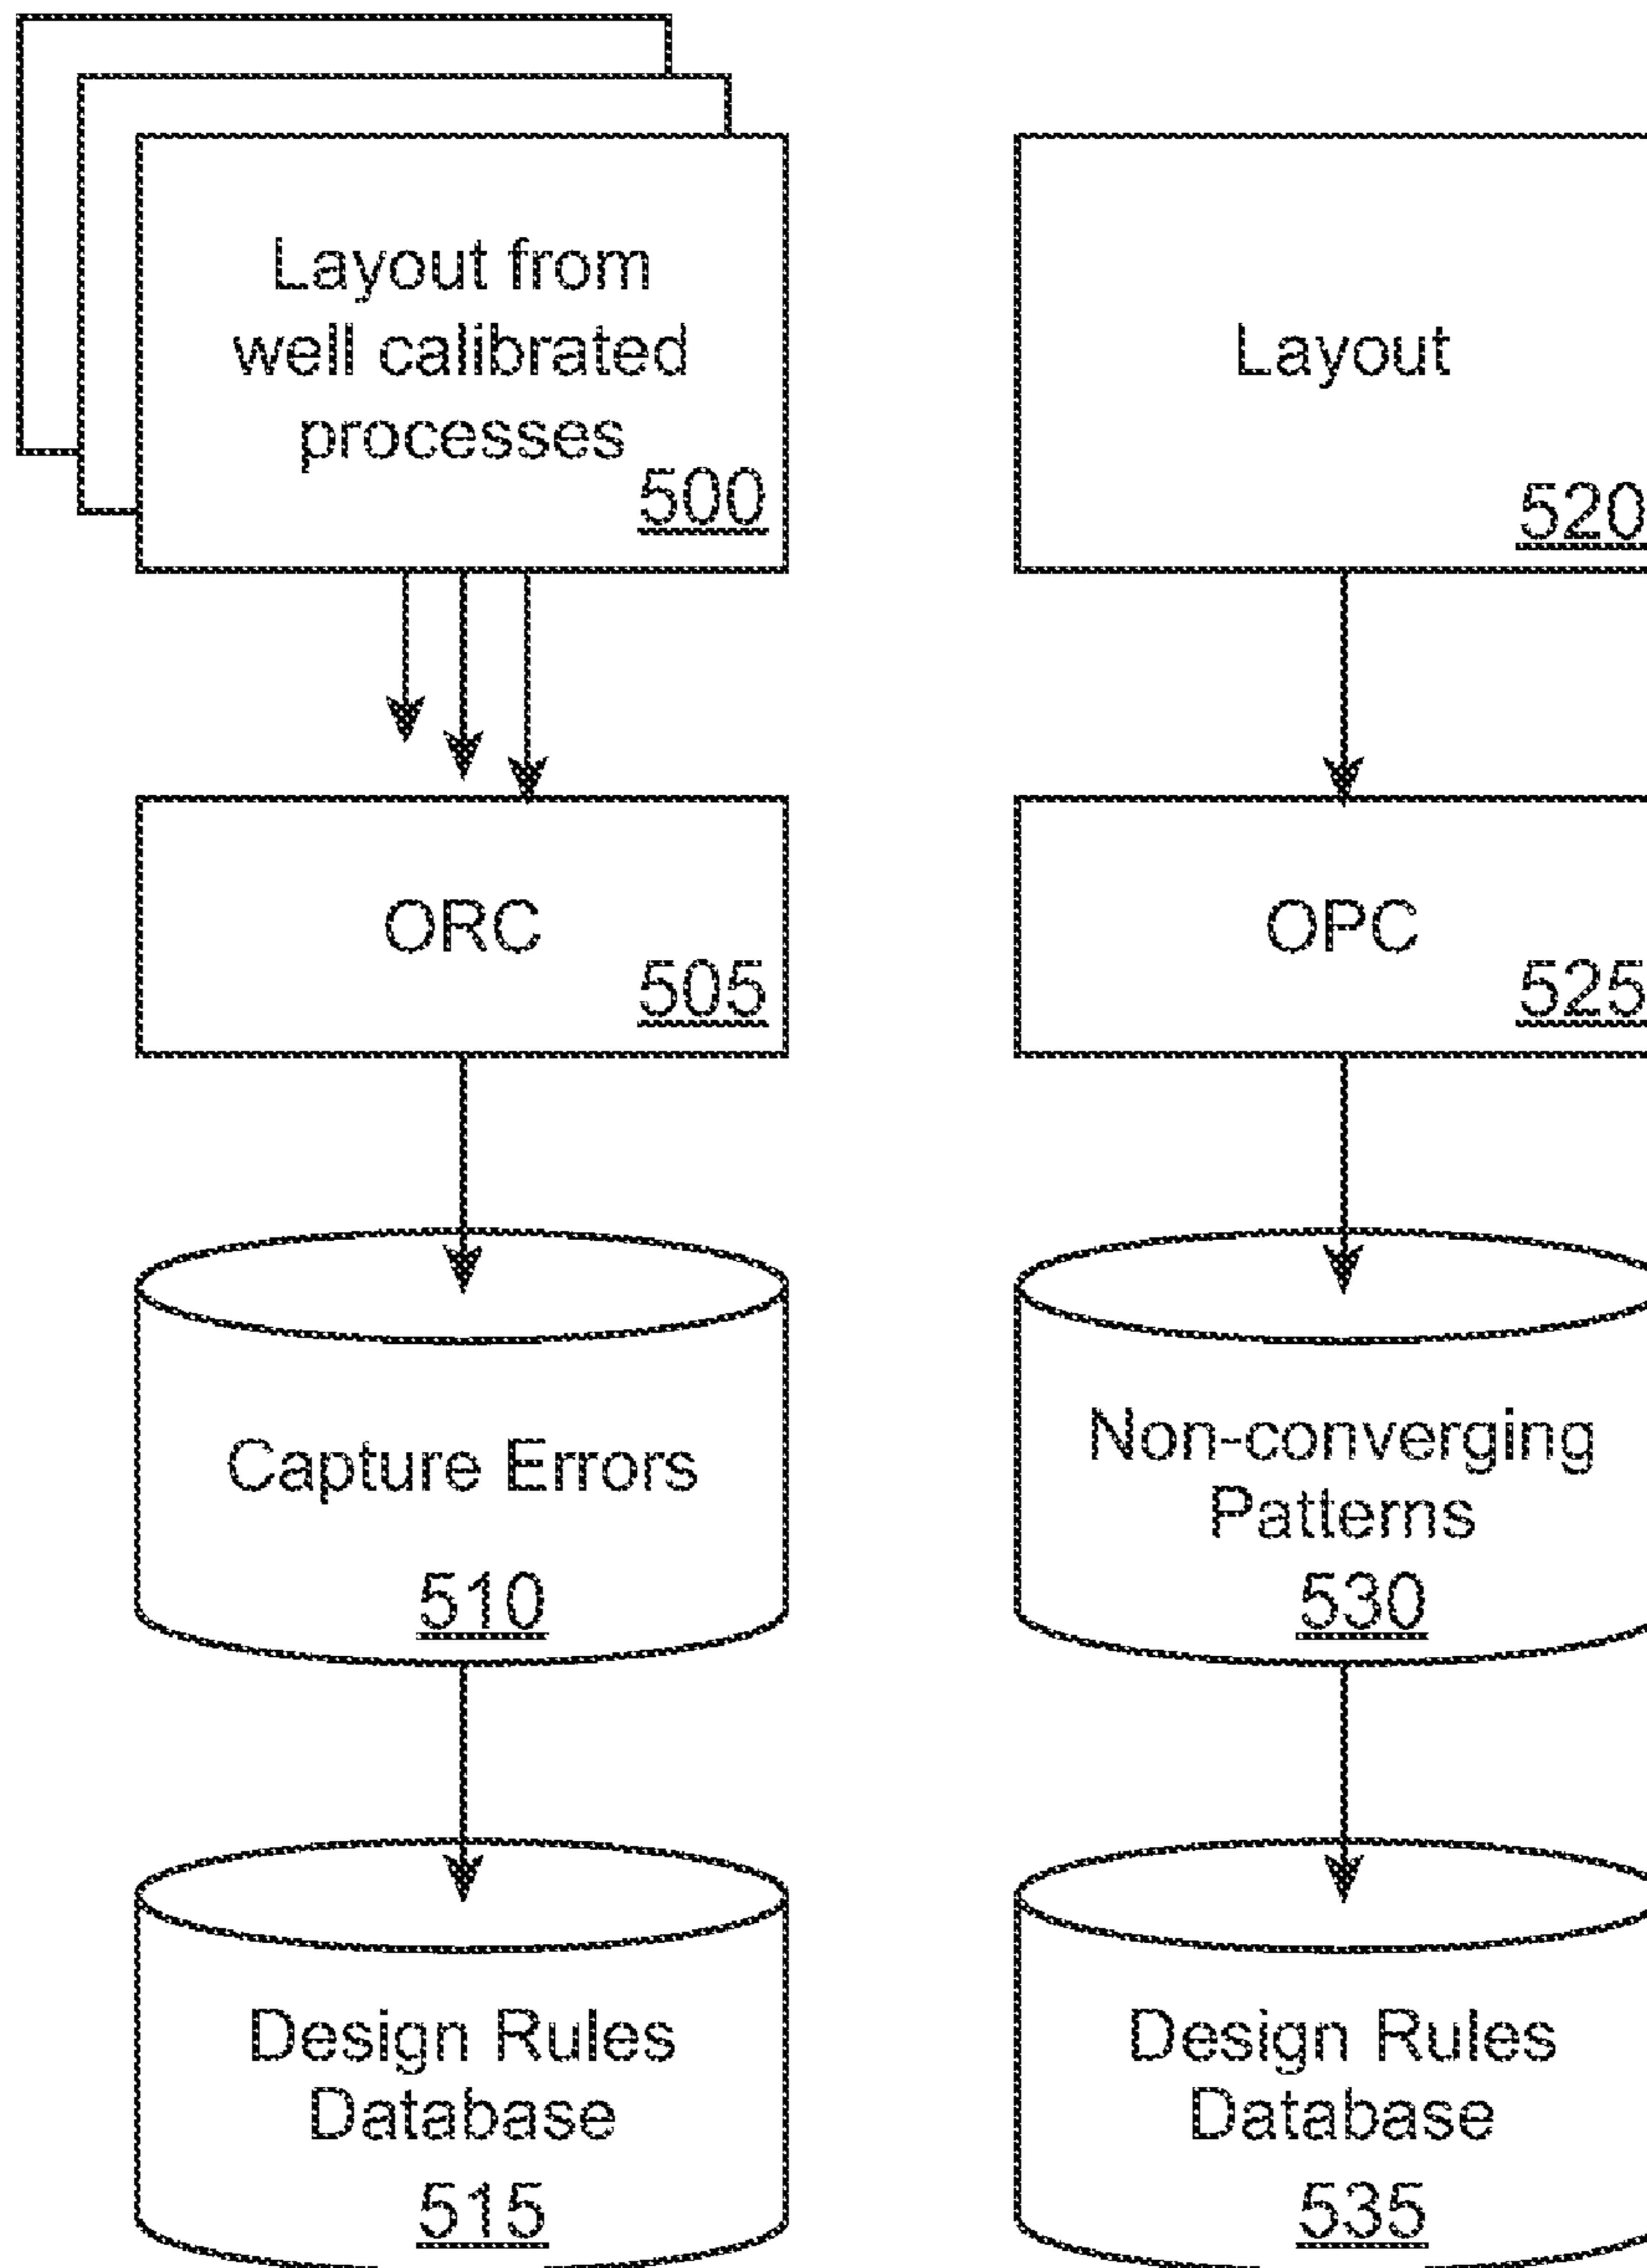 Layout from
well calibrated
processes
500
ORC
505
Capture Errors
510
Design Rules
Database
515
Layout
520
OPC
525
Non-converging
Patterns
530
Design Rules
Database
535